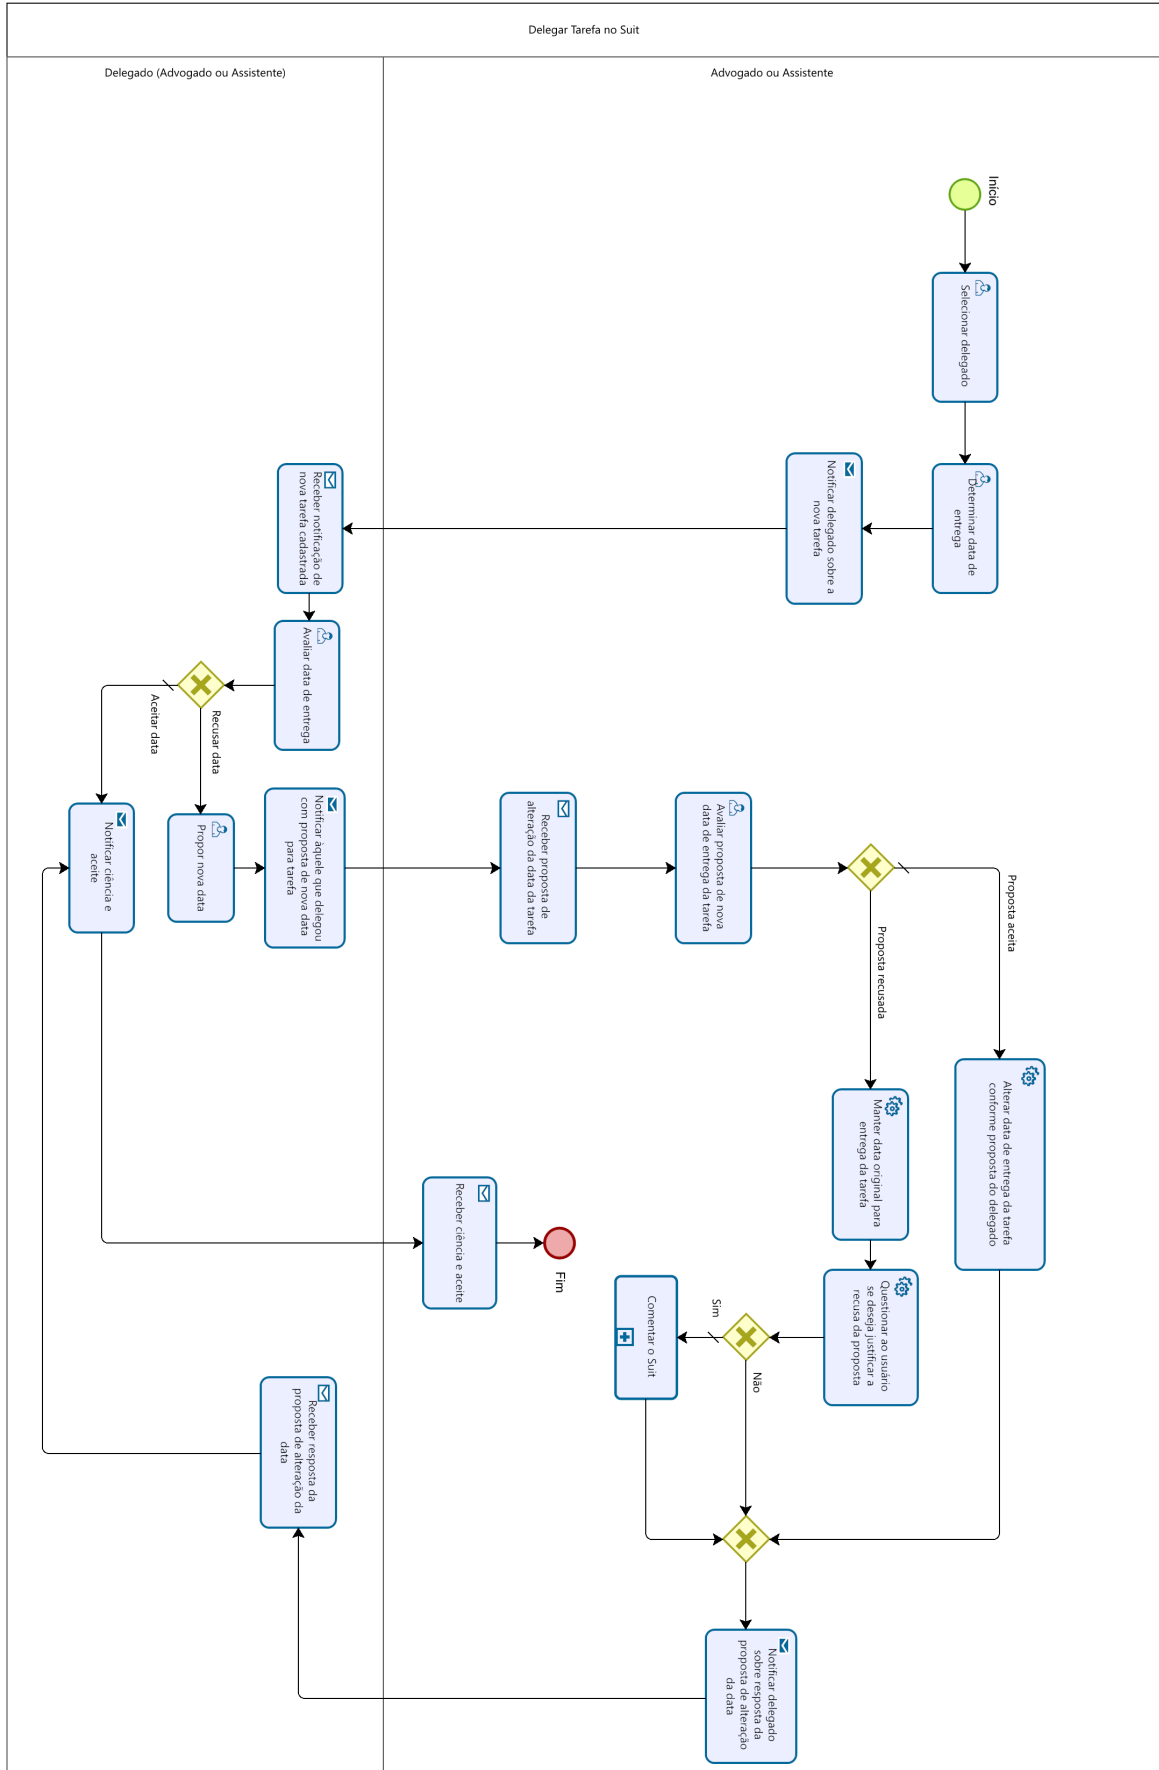 Delegar Tarefa no Suit
Delegado (Advogado ou Assistente)
Advogado ou Assistente
Início
Selecionar delegado
Determinar data de
entrega
Notificar delegado sobre a
nova tarefa
Receber notificação de
nova tarefa cadastrada
Avaliar data de entrega
Aceitar data
Recusar data
Notificar ciência e
aceite
Propor nova data
Notificar àquele que delegou
com proposta de nova data
para tarefa
Receber proposta de
alteração da data da tarefa
Avaliar proposta de nova
data de entrega da tarefa
Proposta aceita
Proposta recusada
Alterar data de entrega da tarefa
conforme proposta do delegado
Manter data original para
entrega da tarefa
Questionar ao usuário
se deseja justificar a
recusa da proposta
Receber ciência e aceite
Fim
Sim
Não
Comentar o Suit
Receber resposta da
proposta de alteração da
data
Notificar delegado
sobre resposta da
proposta de alteração
da data